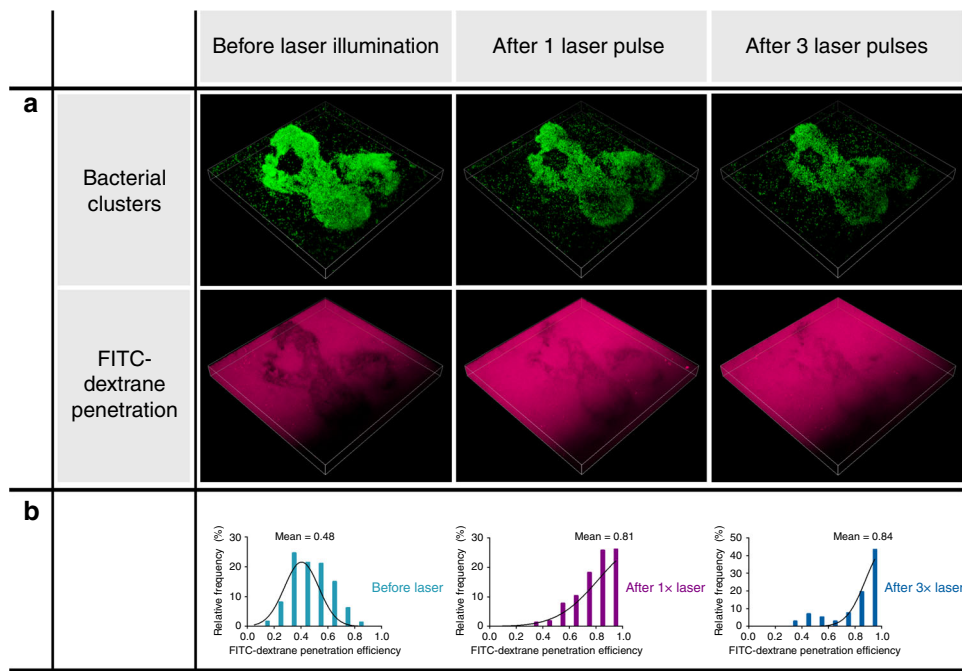 Before laser illumination
After 1 laser pulse
After 3 laser pulses
a
Bacterial
clusters
FITC-
dextrane
penetration
b
Relative frequency (%)
30
20
10
0
0.0 0.2 0.4 0.6 0.8 1.0
Mean = 0.48
Before laser
FITC-dextrane penetration efficiency
Relative frequency (%)
30
20
10
0
0.0 0.2 0.4 0.6 0.8 1.0
Mean = 0.81
After 1× laser
FITC-dextrane penetration efficiency
Relative frequency (%)
50
40
30
20
10
0
0.0 0.2 0.4 0.6 0.8 1.0
Mean = 0.84
After 3× laser
FITC-dextrane penetration efficiency